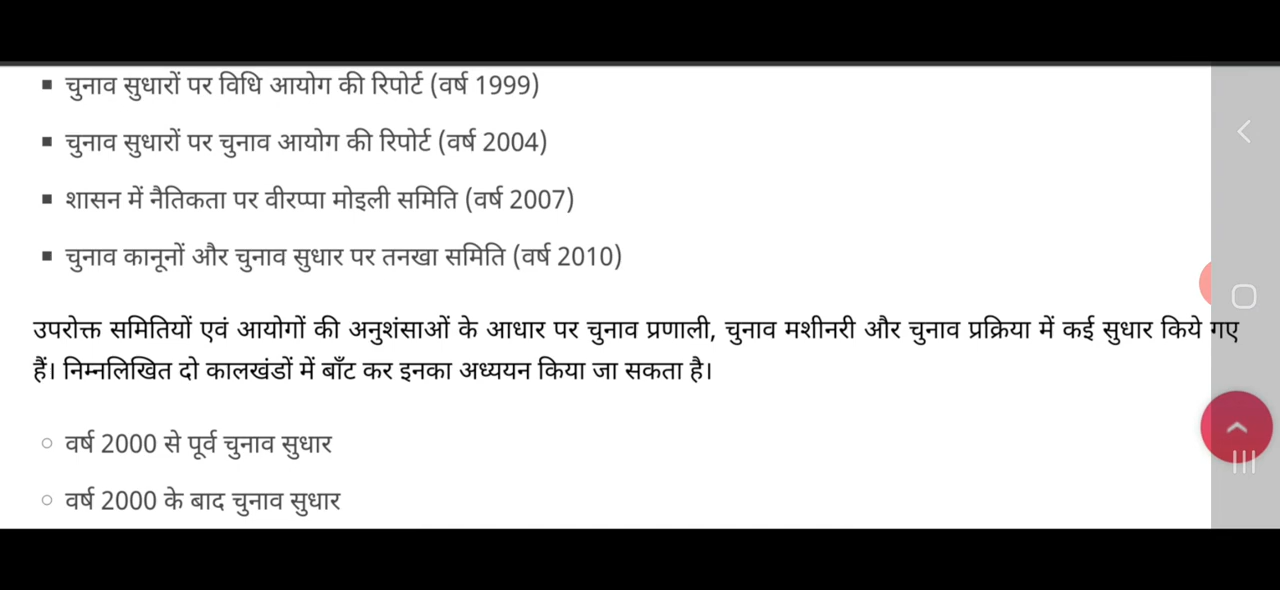 ▪ चुनाव सुधारों पर विधि आयोग की रिपोर्ट (वर्ष 1999)
▪ चुनाव सुधारों पर चुनाव आयोग की रिपोर्ट (वर्ष 2004)
▪ शासन में नैतिकता पर वीरप्पा मोइली समिति (वर्ष 2007)
▪ चुनाव कानूनों और चुनाव सुधार पर तनखा समिति (वर्ष 2010)
उपरोक्त समितियों एवं आयोगों की अनुशंसाओं के आधार पर चुनाव प्रणाली, चुनाव मशीनरी और चुनाव प्रक्रिया में कई सुधार किये गए
हैं। निम्नलिखित दो कालखंडों में बाँट कर इनका अध्ययन किया जा सकता है।
○ वर्ष 2000 से पूर्व चुनाव सुधार
○ वर्ष 2000 के बाद चुनाव सुधार